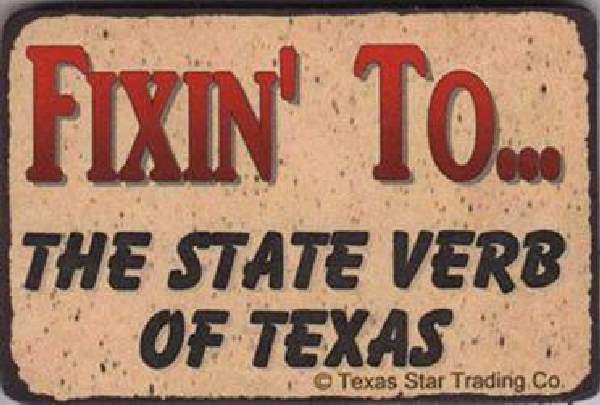 FIXIN' TO...
THE STATE VERB
OF TEXAS
© Texas Star Trading Co.